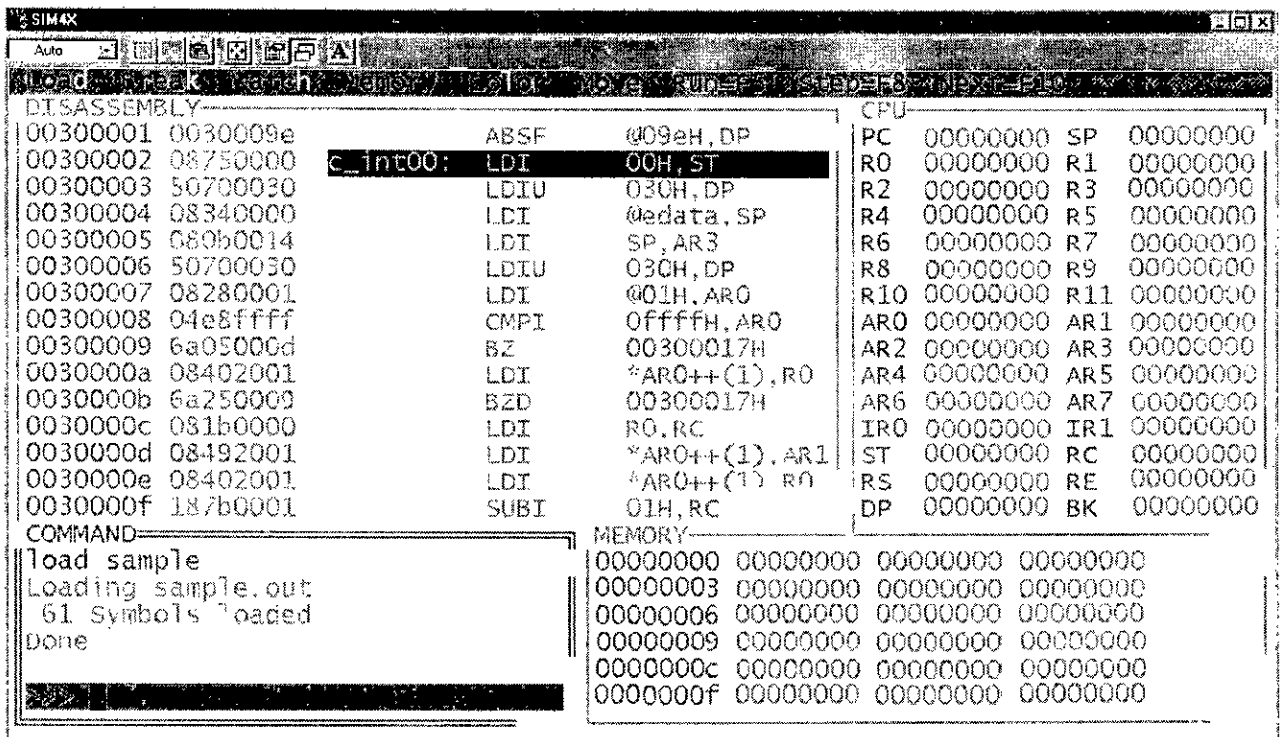 SIM4X
Auto
Load Break Watch Memory Color Move Run=F5 Step=F8 Next=F10
DISASSEMBLY
00300001 0030009e ABSF @09eH,DP
00300002 08750000 c_int00: LDI 00H,ST
00300003 50700030 LDIU 030H,DP
00300004 08340000 LDI @edata,SP
00300005 080b0014 LDI SP,AR3
00300006 50700030 LDIU 030H,DP
00300007 08280001 LDI @01H,AR0
00300008 04e8ffff CMPI 0ffffH,AR0
00300009 6a05000d BZ 00300017H
0030000a 08402001 LDI *AR0++(1),R0
0030000b 6a250009 BZD 00300017H
0030000c 081b0000 LDI R0,RC
0030000d 08492001 LDI *AR0++(1),AR1
0030000e 08402001 LDI *AR0++(1) R0
0030000f 187b0001 SUBI 01H,RC
CPU
PC 00000000 SP 00000000
R0 00000000 R1 00000000
R2 00000000 R3 00000000
R4 00000000 R5 00000000
R6 00000000 R7 00000000
R8 00000000 R9 00000000
R10 00000000 R11 00000000
AR0 00000000 AR1 00000000
AR2 00000000 AR3 00000000
AR4 00000000 AR5 00000000
AR6 00000000 AR7 00000000
IR0 00000000 IR1 00000000
ST 00000000 RC 00000000
RS 00000000 RE 00000000
DP 00000000 BK 00000000
COMMAND
load sample
Loading sample.out
61 Symbols loaded
Done
>>>
MEMORY
00000000 00000000 00000000 00000000
00000003 00000000 00000000 00000000
00000006 00000000 00000000 00000000
00000009 00000000 00000000 00000000
0000000c 00000000 00000000 00000000
0000000f 00000000 00000000 00000000